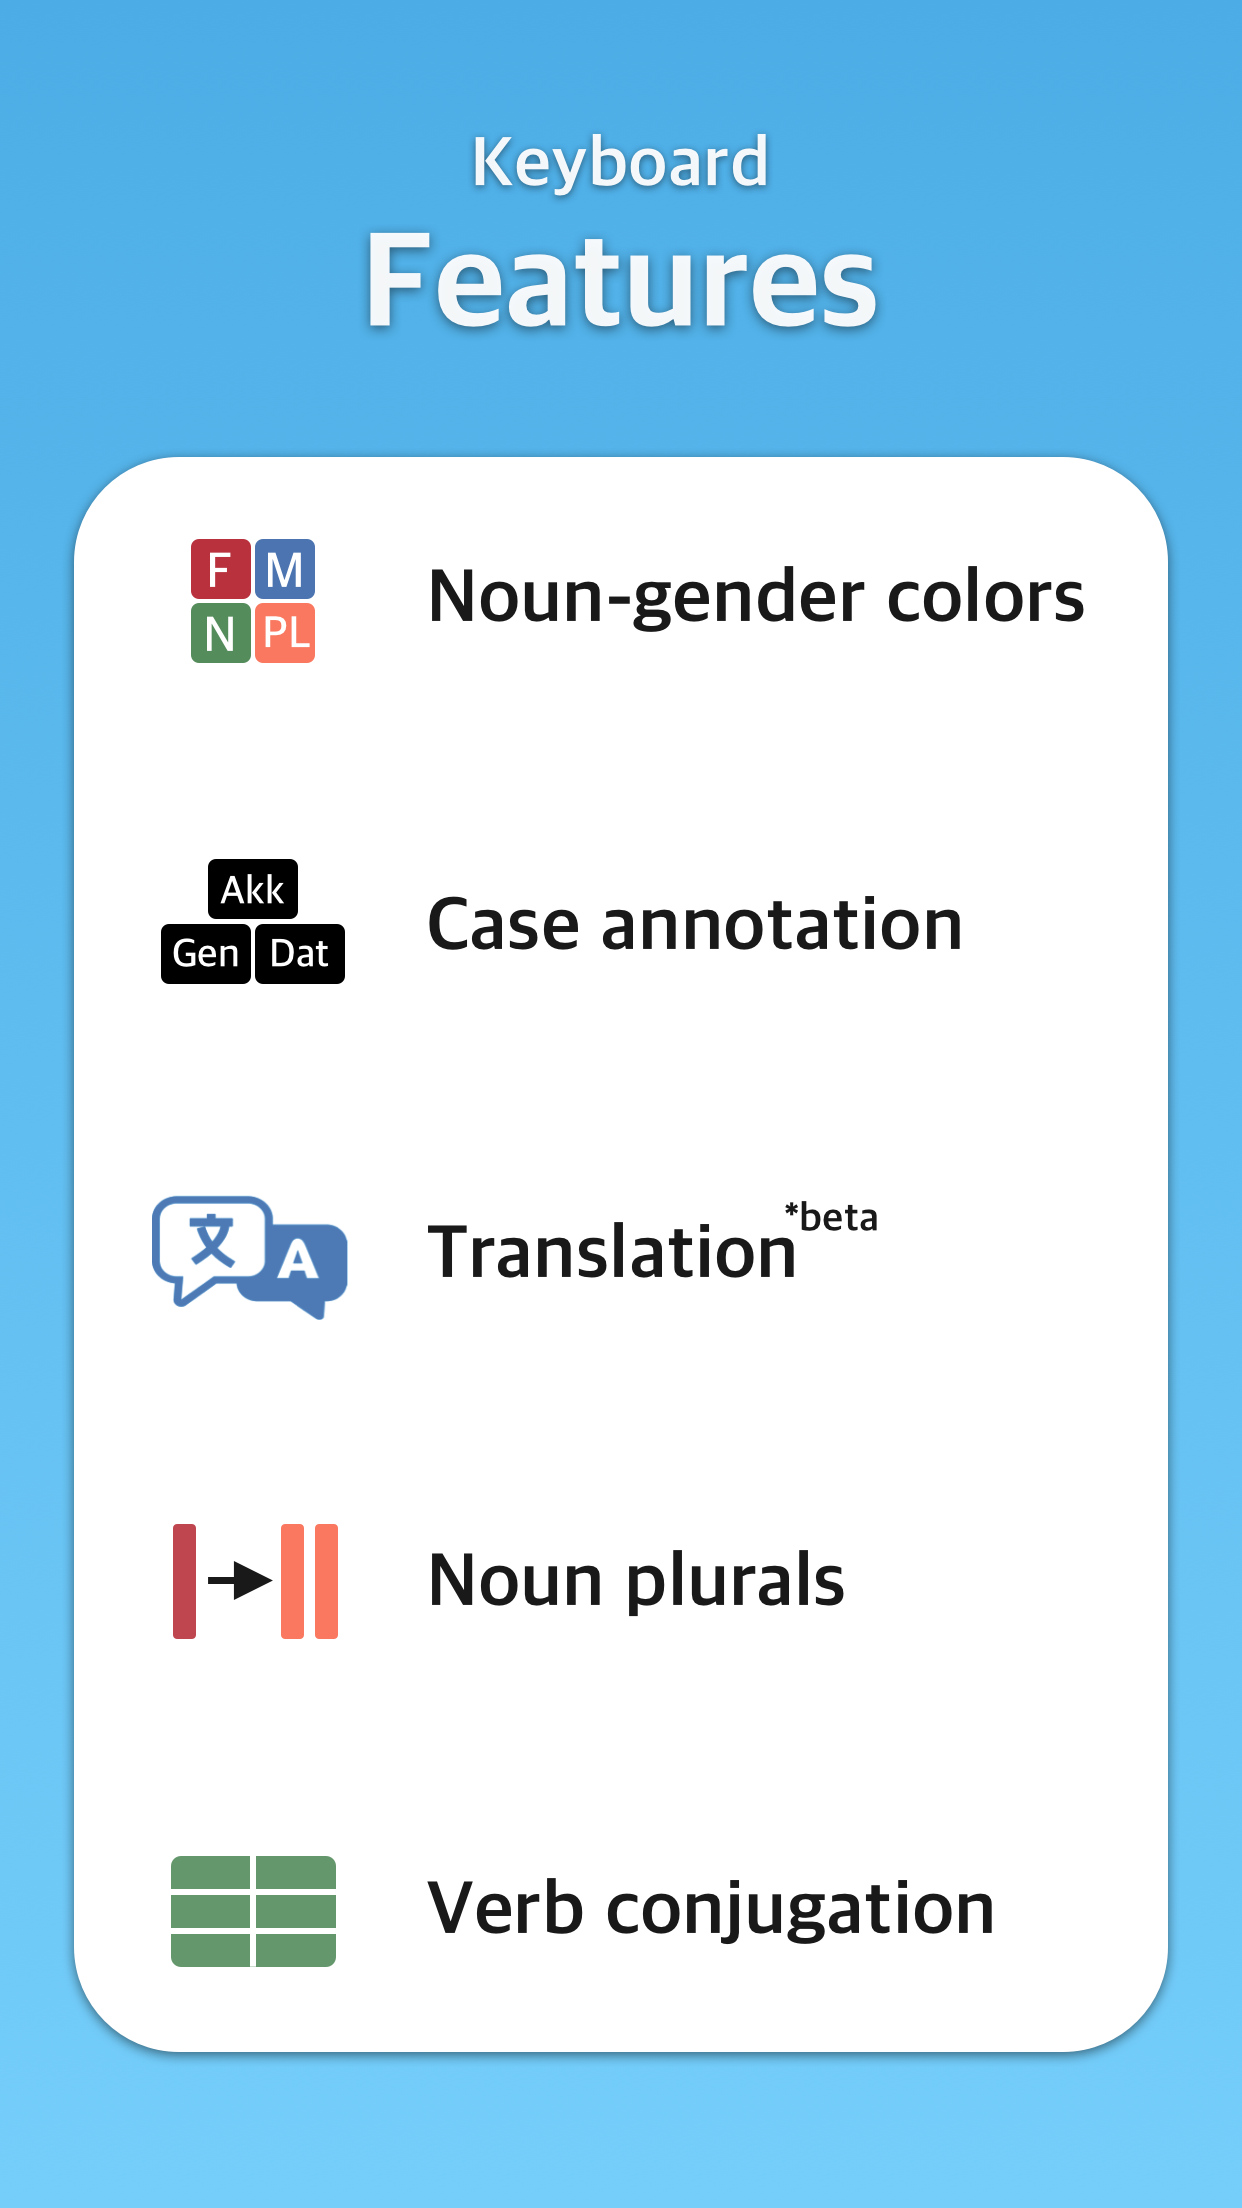 Keyboard
Features
F M
N PL
Noun-gender colors
Akk
Gen Dat
Case annotation
文 A
Translation*beta
Noun plurals
Verb conjugation